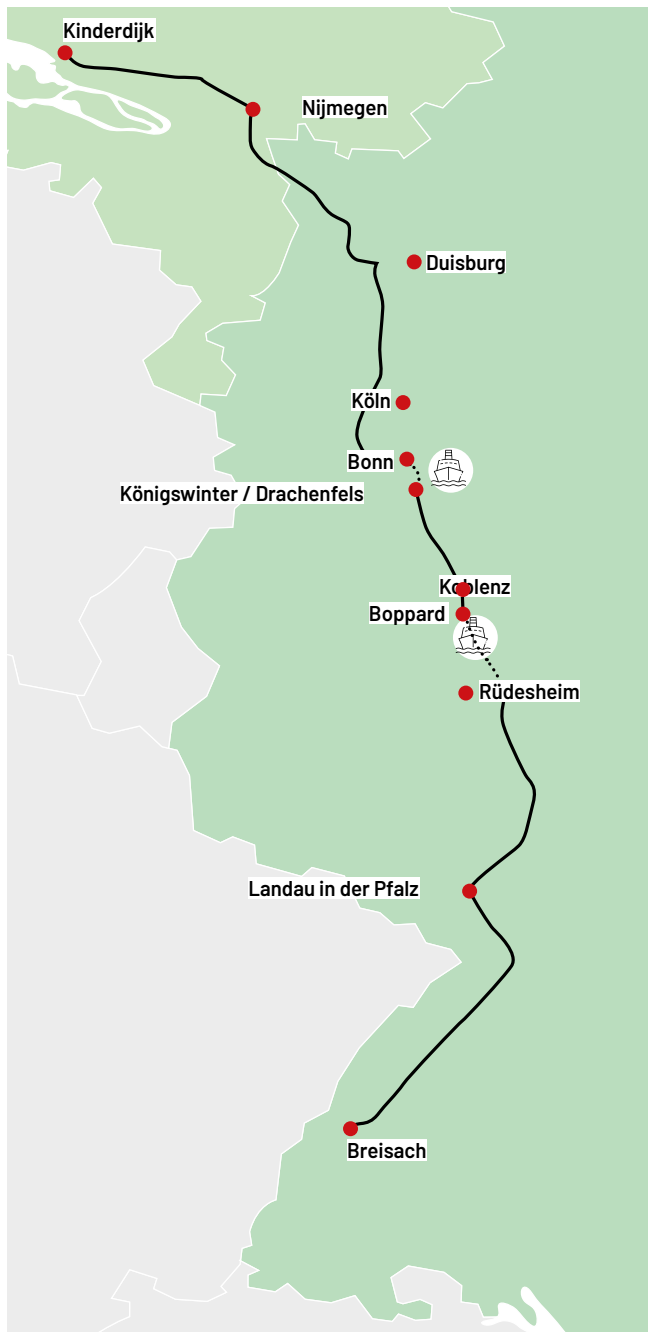 Kinderdijk
Nijmegen
Duisburg
Köln
Bonn
Königswinter / Drachenfels
Koblenz
Boppard
Rüdesheim
Landau in der Pfalz
Breisach